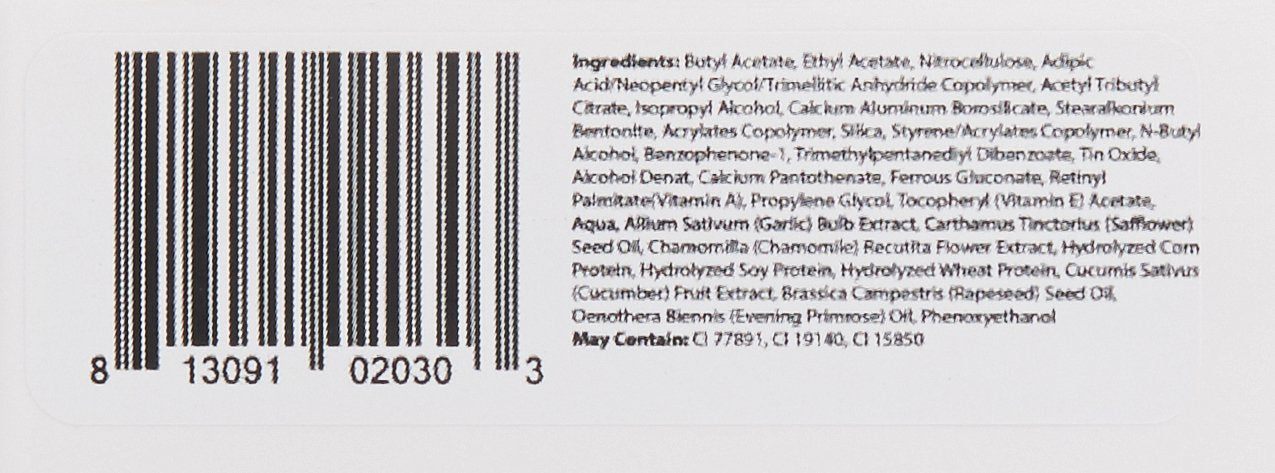 Ingredients: Butyl Acetate, Ethyl Acetate, Nitrocellulose, Adipic
Acid/Neopentyl Glycol/Trimellitic Anhydride Copolymer, Acetyl Tributyl
Citrate, Isopropyl Alcohol, Calcium Aluminum Borosilicate, Stearalkonium
Bentonite, Acrylates Copolymer, Silica, Styrene/Acrylates Copolymer, N-Butyl
Alcohol, Benzophenone-1, Trimethylpentanediyl Dibenzoate, Tin Oxide,
Alcohol Denat, Calcium Pantothenate, Ferrous Gluconate, Retinyl
Palmitate(Vitamin A), Propylene Glycol, Tocopheryl (Vitamin E) Acetate,
Aqua, Allium Sativum (Garlic) Bulb Extract, Carthamus Tinctorius (Safflower)
Seed Oil, Chamomilla (Chamomile) Recutita Flower Extract, Hydrolyzed Corn
Protein, Hydrolyzed Soy Protein, Hydrolyzed Wheat Protein, Cucumis Sativus
(Cucumber) Fruit Extract, Brassica Campestris (Rapeseed) Seed Oil,
Oenothera Biennis (Evening Primrose) Oil, Phenoxyethanol
May Contain: CI 77891, CI 19140, CI 15850
8 13091 02030 3